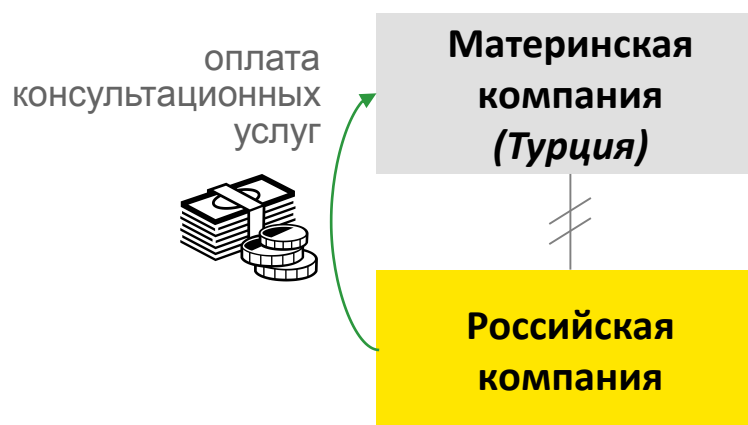 оплата
консультационных
услуг
Материнская
компания
(Турция)
Российская
компания